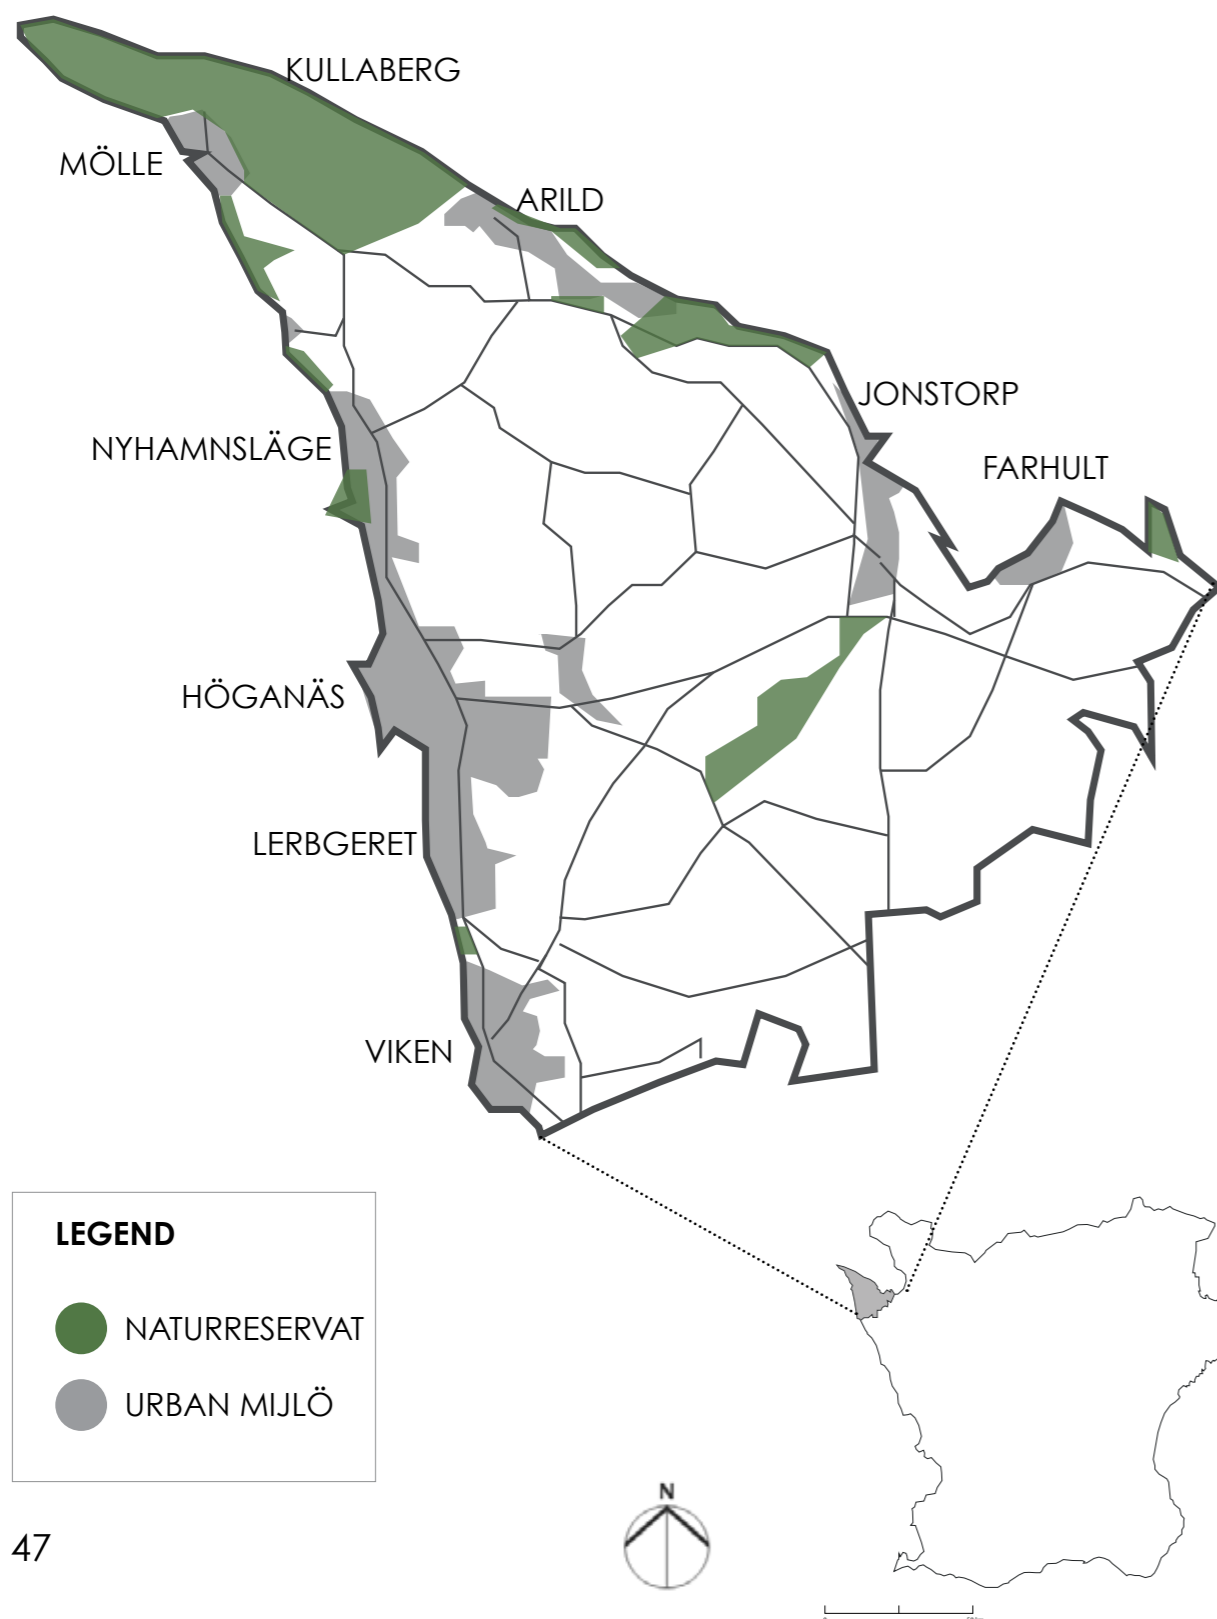 KULLABERG
MÖLLE
ARILD
JONSTORP
NYHAMNSLÄGE
FARHULT
HÖGANÄS
LERBGERET
VIKEN
LEGEND
NATURRESERVAT
URBAN MIJLÖ
N
47